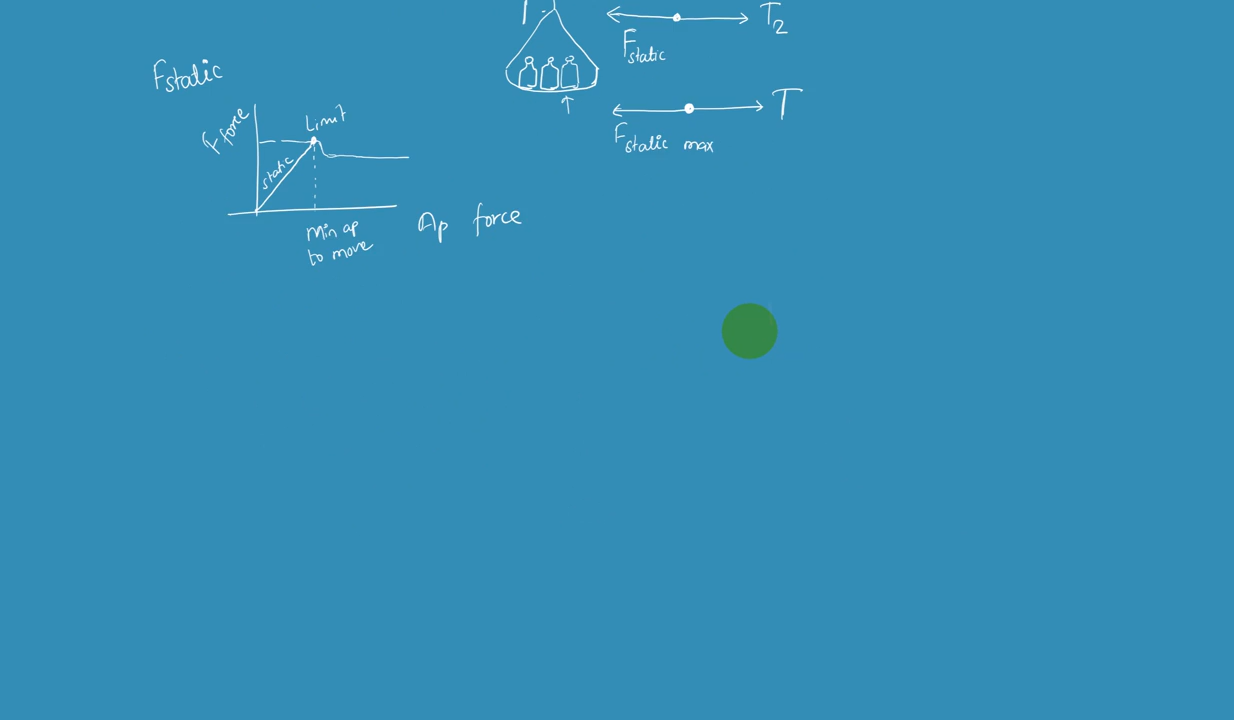 T2
Fstatic
Fstatic
T
Fstatic max
F force
Limit
static
Min ap
to move
Ap force